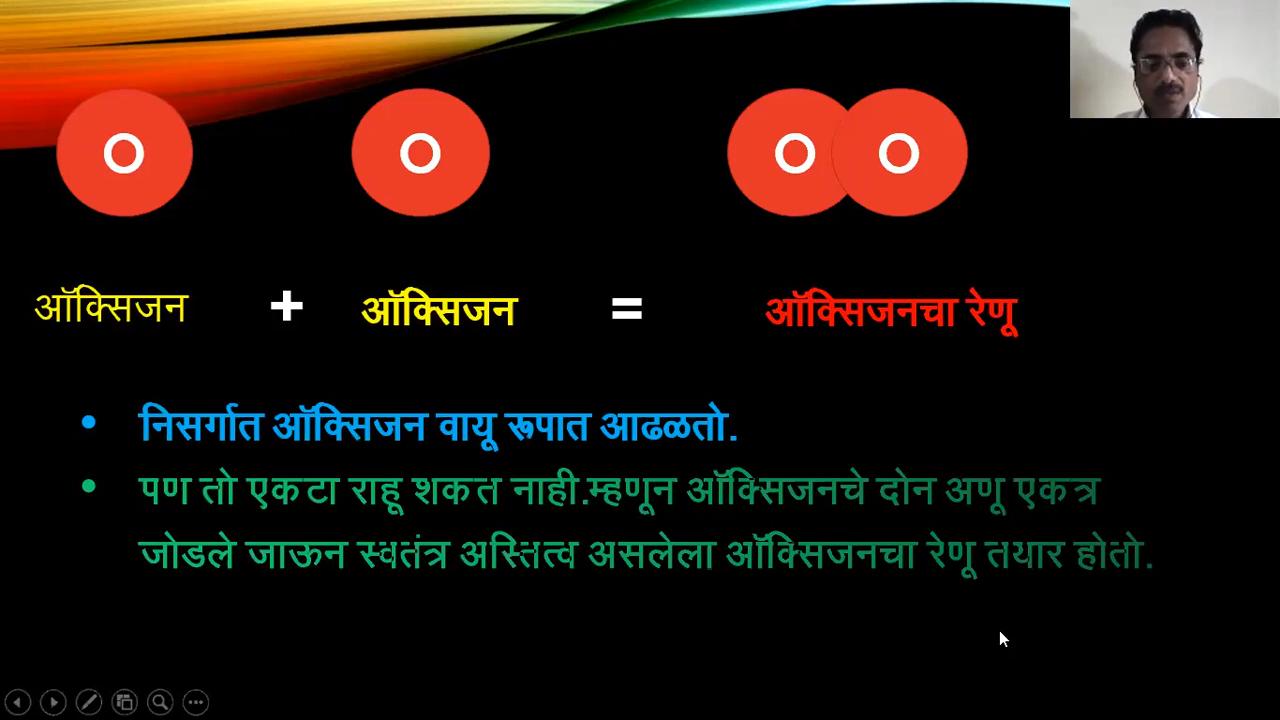 O O O O
ऑक्सिजन + ऑक्सिजन = ऑक्सिजनचा रेणू
• निसर्गात ऑक्सिजन वायू रूपात आढळतो.
• पण तो एकटा राहू शकत नाही.म्हणून ऑक्सिजनचे दोन अणू एकत्र
जोडले जाऊन स्वतंत्र अस्तित्व असलेला ऑक्सिजनचा रेणू तयार होतो.